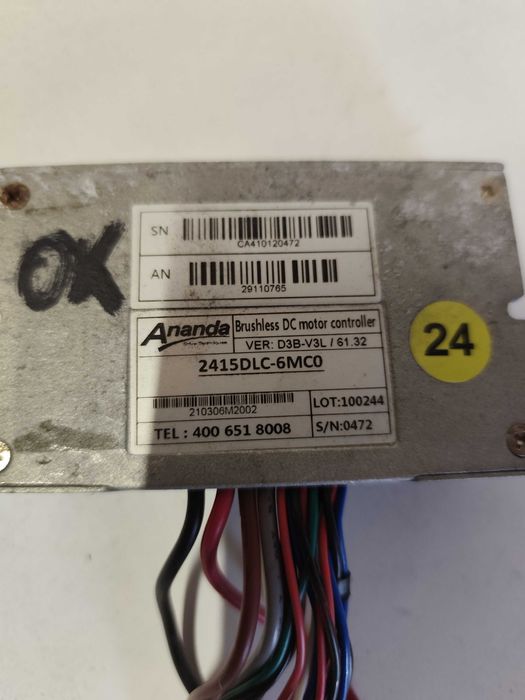 OK
SN
CA410120472
AN
29110765
Ananda
Brushless DC motor controller
VER: D3B-V3L / 61.32
2415DLC-6MC0
210306M2002
LOT:100244
TEL : 400 651 8008
S/N:0472
24